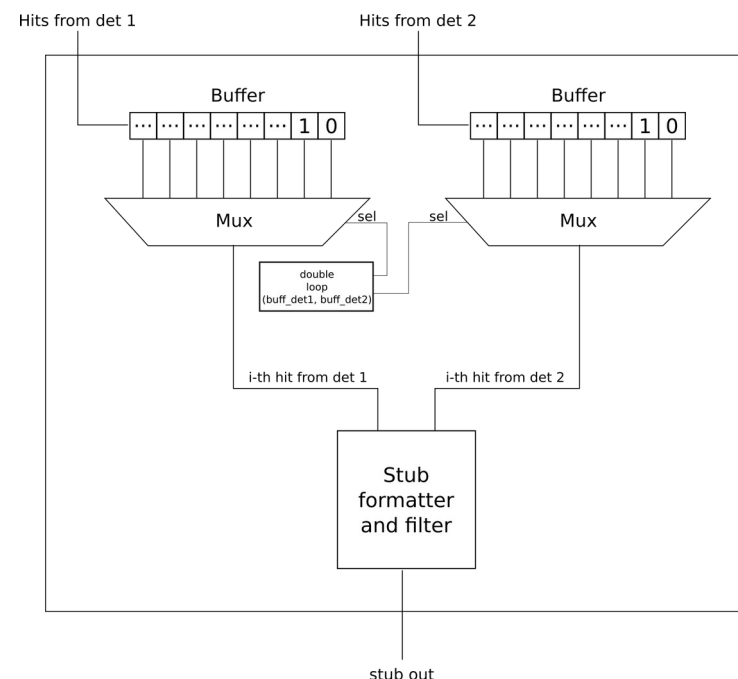 Hits from det 1
Hits from det 2
Buffer
Buffer
... ... ... ... ... ... 1 0
... ... ... ... ... ... 1 0
Mux
sel
sel
Mux
double
loop
(buff_det1, buff_det2)
i-th hit from det 1
i-th hit from det 2
Stub
formatter
and filter
stub out